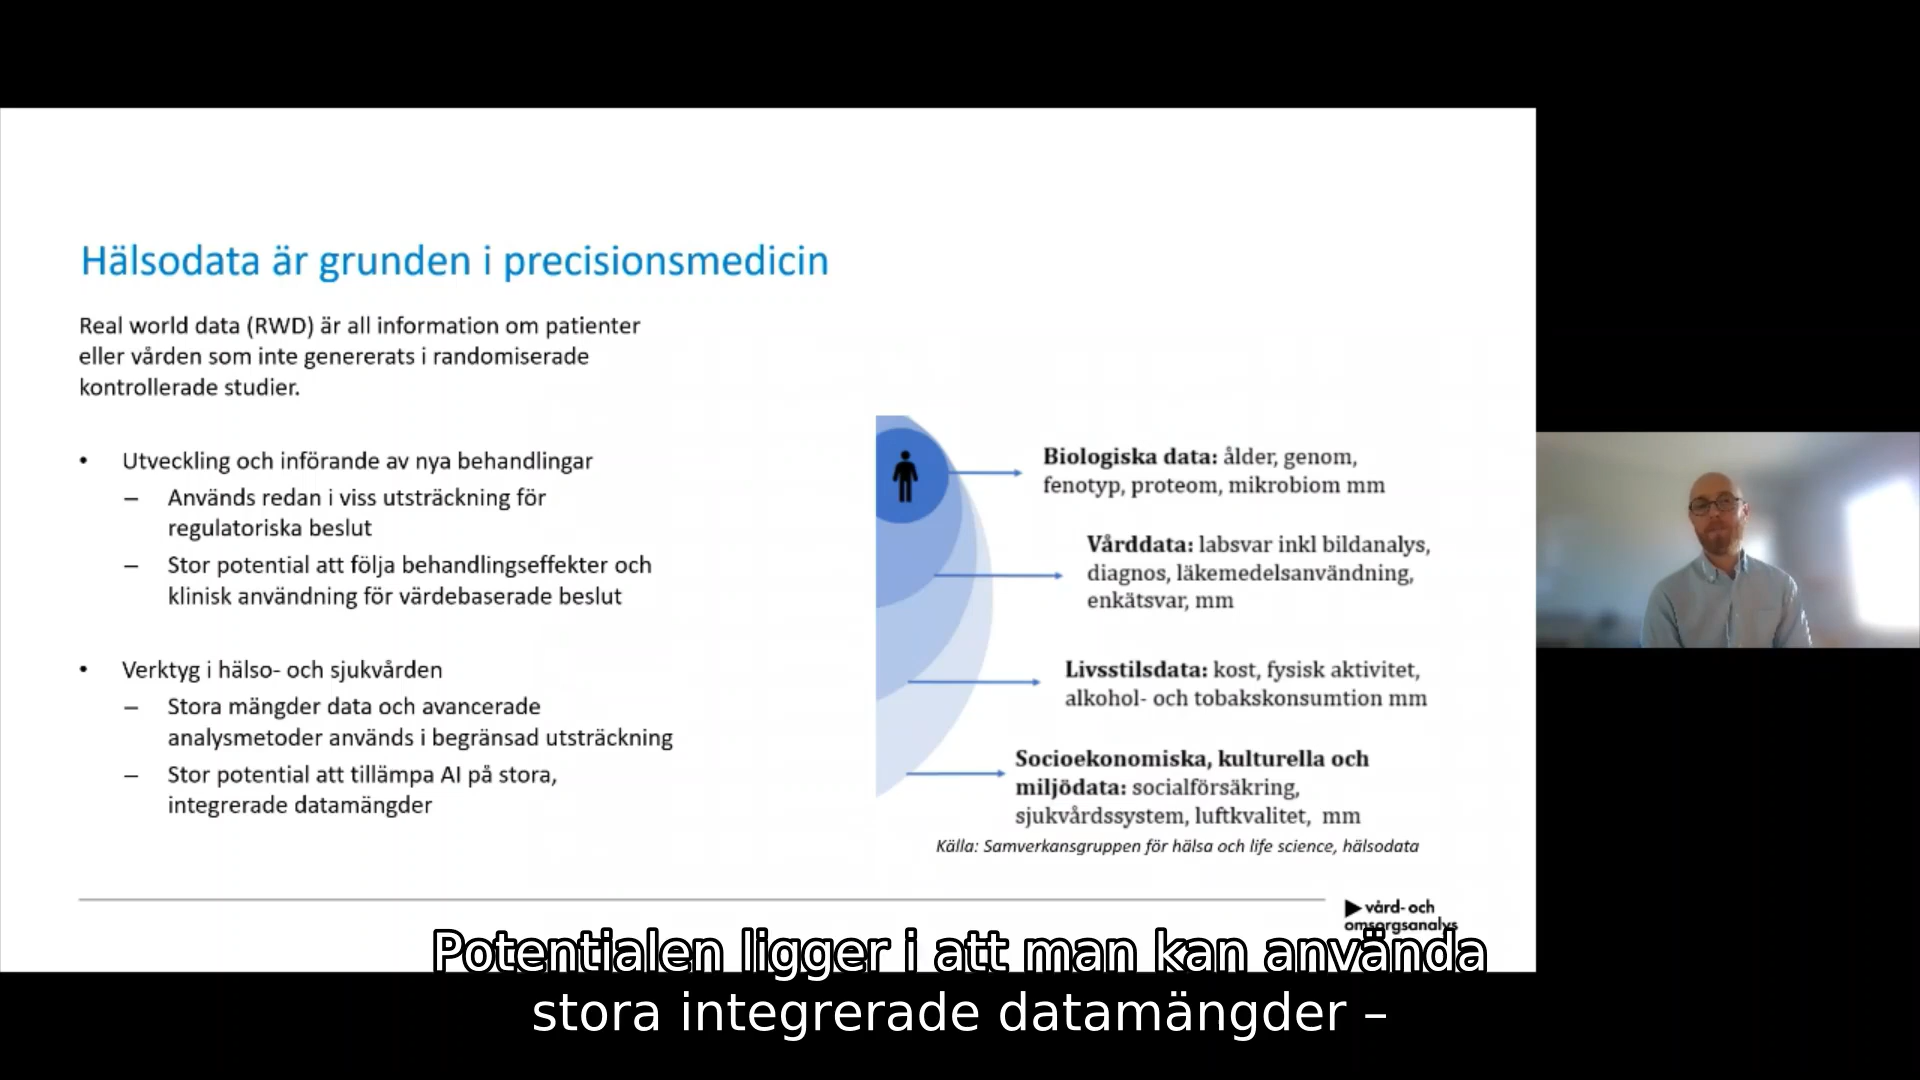 Hälsodata är grunden i precisionsmedicin
Real world data (RWD) är all information om patienter
eller vården som inte genererats i randomiserade
kontrollerade studier.
• Utveckling och införande av nya behandlingar
– Används redan i viss utsträckning för
regulatoriska beslut
– Stor potential att följa behandlingseffekter och
klinisk användning för värdebaserade beslut
• Verktyg i hälso- och sjukvården
– Stora mängder data och avancerade
analysmetoder används i begränsad utsträckning
– Stor potential att tillämpa AI på stora,
integrerade datamängder
Biologiska data: ålder, genom,
fenotyp, proteom, mikrobiom mm
Vårddata: labsvar inkl bildanalys,
diagnos, läkemedelsanvändning,
enkätsvar, mm
Livsstilsdata: kost, fysisk aktivitet,
alkohol- och tobakskonsumtion mm
Socioekonomiska, kulturella och
miljödata: socialförsäkring,
sjukvårdssystem, luftkvalitet, mm
Källa: Samverkansgruppen för hälsa och life science, hälsodata
vård- och
omsorgsanalys
Potentialen ligger i att man kan använda
stora integrerade datamängder –